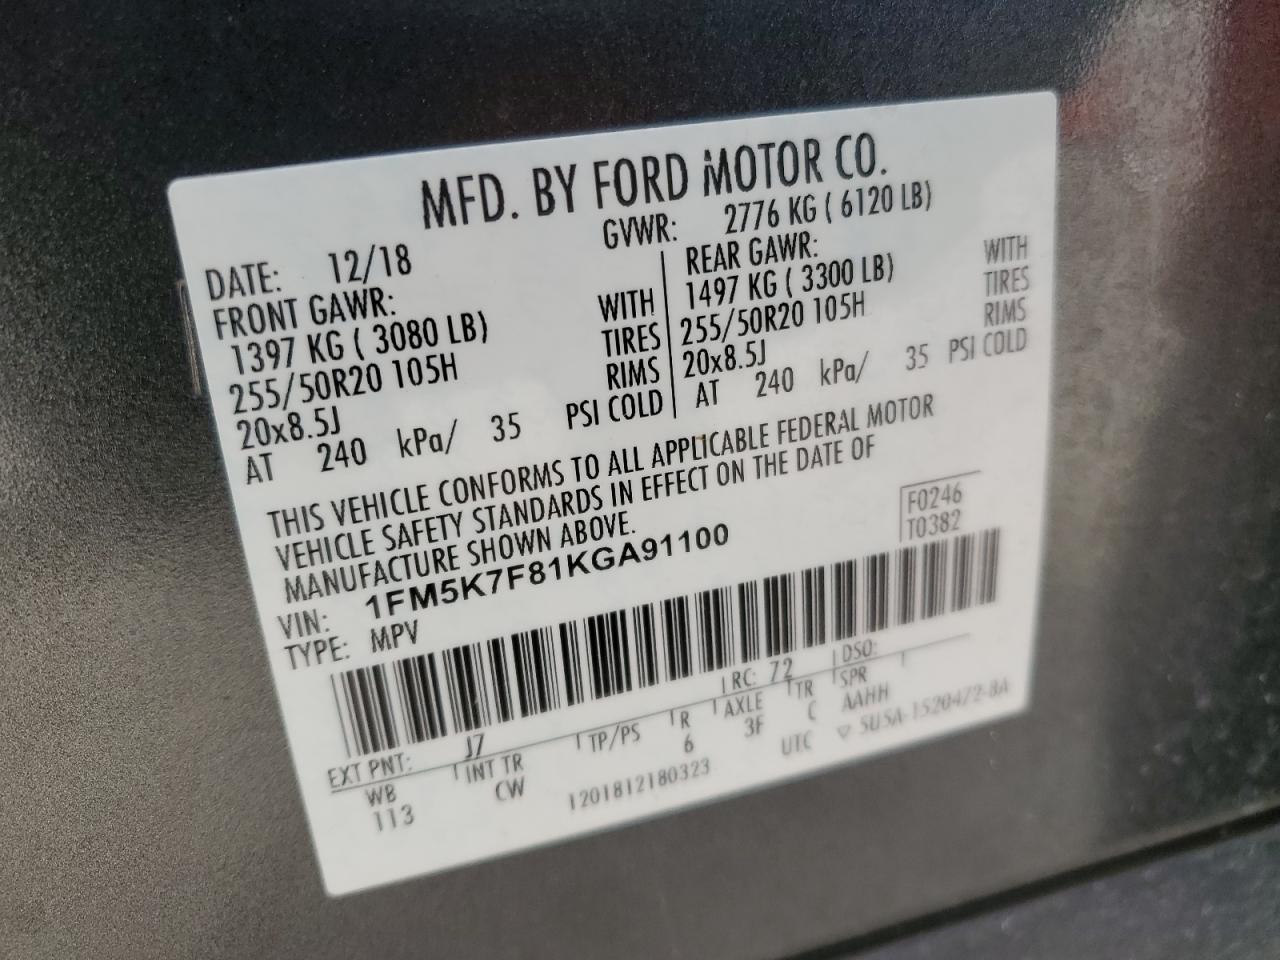 MFD. BY FORD MOTOR CO.
DATE: 12/18 GVWR: 2776 KG ( 6120 LB)
FRONT GAWR: REAR GAWR:
1397 KG ( 3080 LB) WITH 1497 KG ( 3300 LB) WITH
255/50R20 105H TIRES 255/50R20 105H TIRES
20x8.5J RIMS 20x8.5J RIMS
AT 240 kPa/ 35 PSI COLD AT 240 kPa/ 35 PSI COLD
THIS VEHICLE CONFORMS TO ALL APPLICABLE FEDERAL MOTOR
VEHICLE SAFETY STANDARDS IN EFFECT ON THE DATE OF
MANUFACTURE SHOWN ABOVE.
F0246
T0382
VIN: 1FM5K7F81KGA91100
TYPE: MPV
EXT PNT: J7 RC: 72 DSO:
WB INT TR TP/PS R AXLE TR SPR
113 CW 6 3F C AAHH
1201812180323 UTC ▽ SUSA-1520472-BA